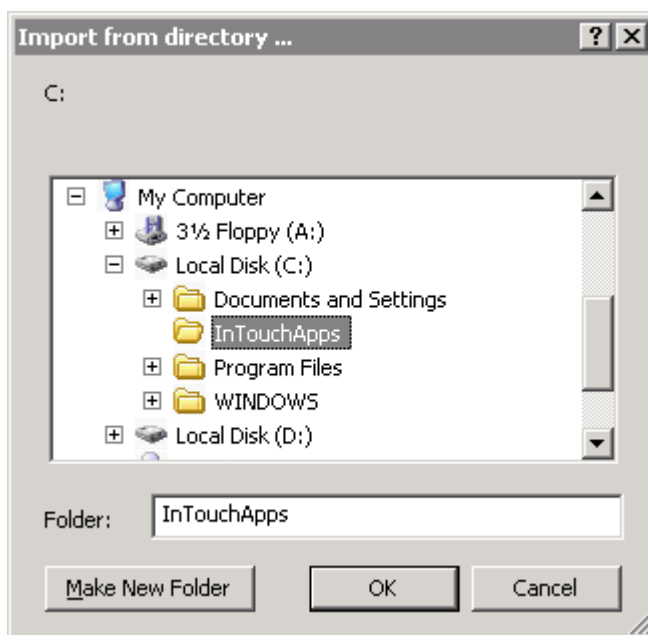 Import from directory ...
C:
My Computer
3½ Floppy (A:)
Local Disk (C:)
Documents and Settings
InTouchApps
Program Files
WINDOWS
Local Disk (D:)
Folder: InTouchApps
Make New Folder OK Cancel